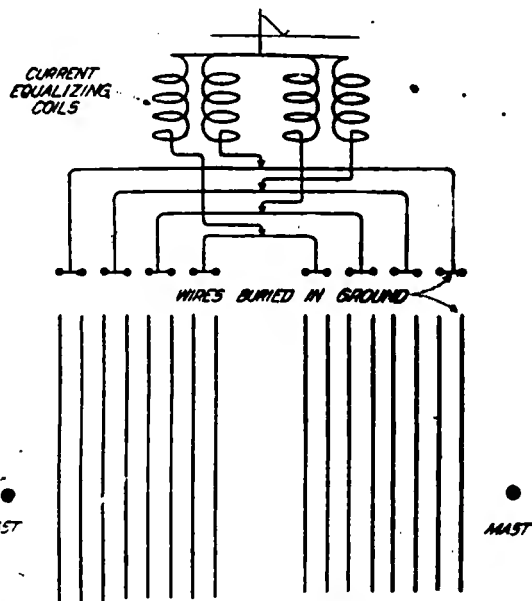 CURRENT
EQUALIZING
COILS
WIRES BURIED IN GROUND
MAST